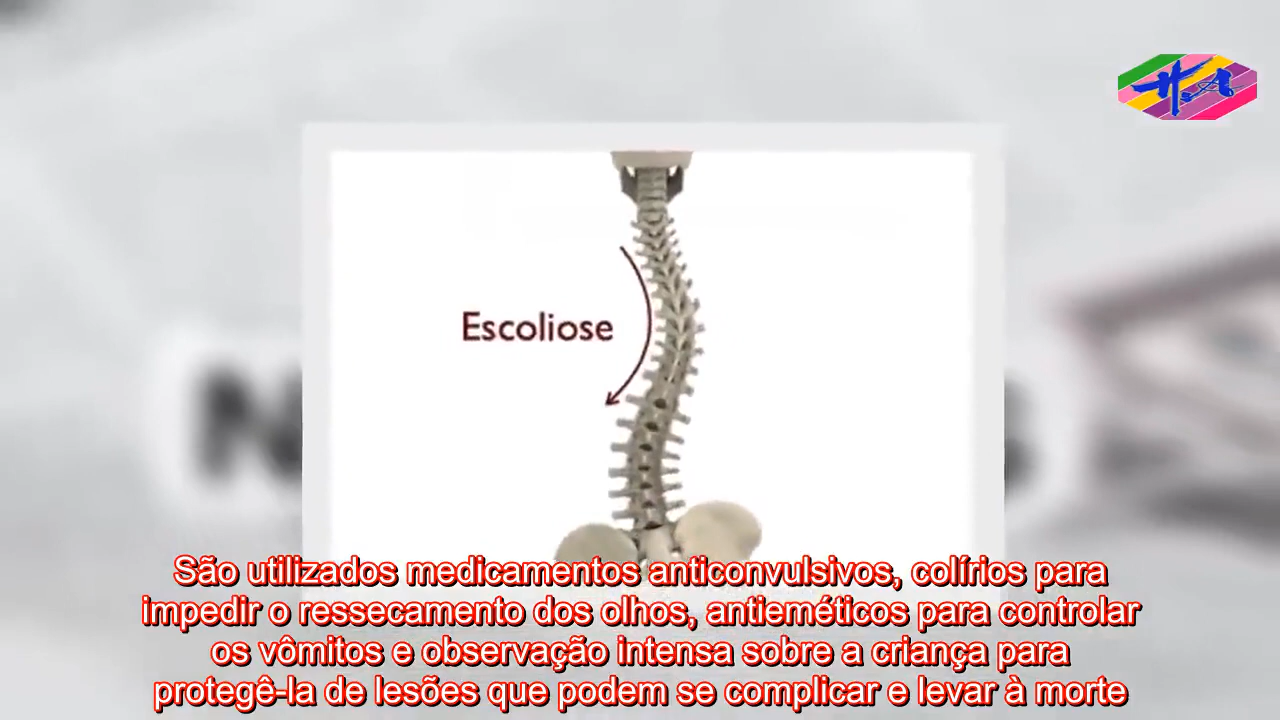 Escoliose
São utilizados medicamentos anticonvulsivos, colírios para
impedir o ressecamento dos olhos, antieméticos para controlar
os vômitos e observação intensa sobre a criança para
protegê-la de lesões que podem se complicar e levar à morte